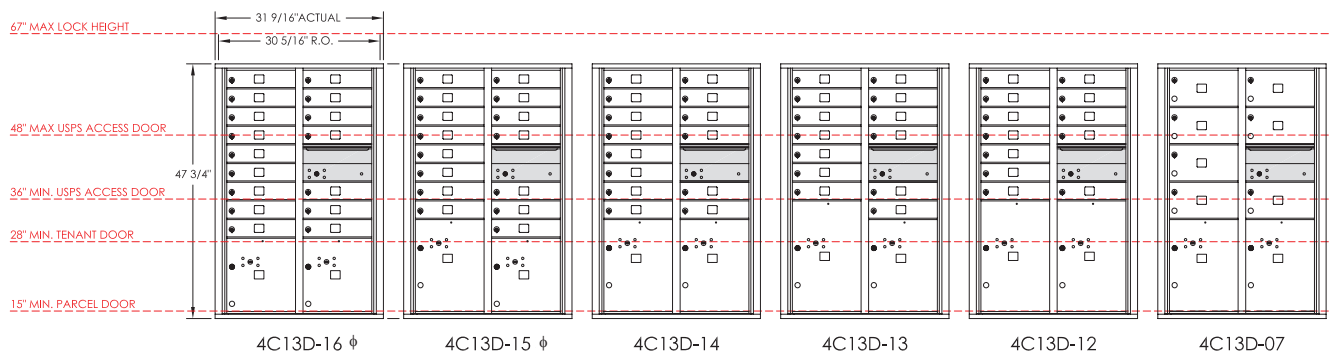 67" MAX LOCK HEIGHT
31 9/16"ACTUAL
30 5/16" R.O.
48" MAX USPS ACCESS DOOR
47 3/4"
36" MIN. USPS ACCESS DOOR
28" MIN. TENANT DOOR
15" MIN. PARCEL DOOR
4C13D-16 ϕ
4C13D-15 ϕ
4C13D-14
4C13D-13
4C13D-12
4C13D-07